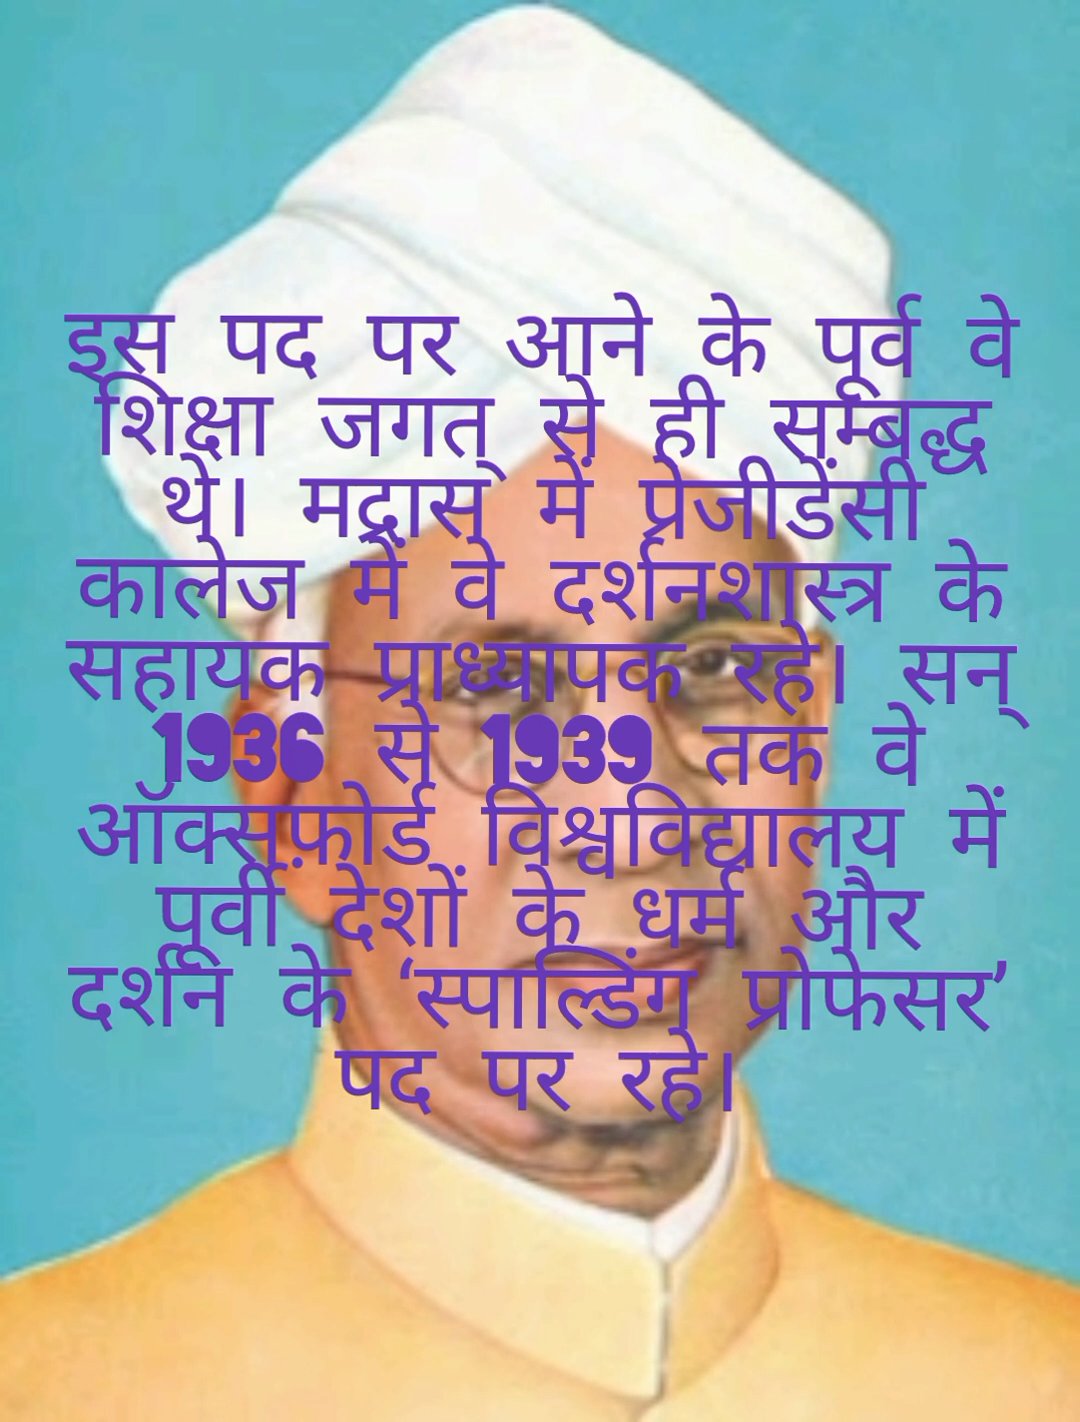 इस पद पर आने के पूर्व वे
शिक्षा जगत् से ही सम्बद्ध
थे। मद्रास में प्रेजीडेंसी
कालेज में वे दर्शनशास्त्र के
सहायक प्राध्यापक रहे। सन्
1936 से 1939 तक वे
ऑक्सफ़ोर्ड विश्वविद्यालय में
पूर्वी देशों के धर्म और
दर्शन के ‘स्पाल्डिंग प्रोफेसर’
पद पर रहे।